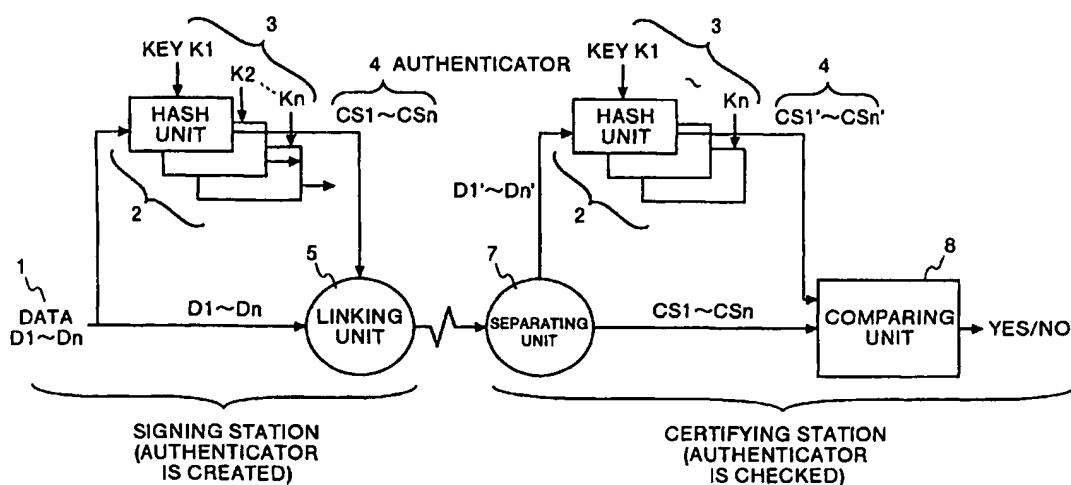 3
KEY K1
K2
Kn
4 AUTHENTICATOR
CS1~CSn
HASH
UNIT
2
1
DATA
D1~Dn
D1~Dn
5
LINKING
UNIT
SIGNING STATION
(AUTHENTICATOR
IS CREATED)
3
KEY K1
~
Kn
4
CS1'~CSn'
HASH
UNIT
D1'~Dn'
2
7
SEPARATING
UNIT
CS1~CSn
8
COMPARING
UNIT
YES/NO
CERTIFYING STATION
(AUTHENTICATOR
IS CHECKED)